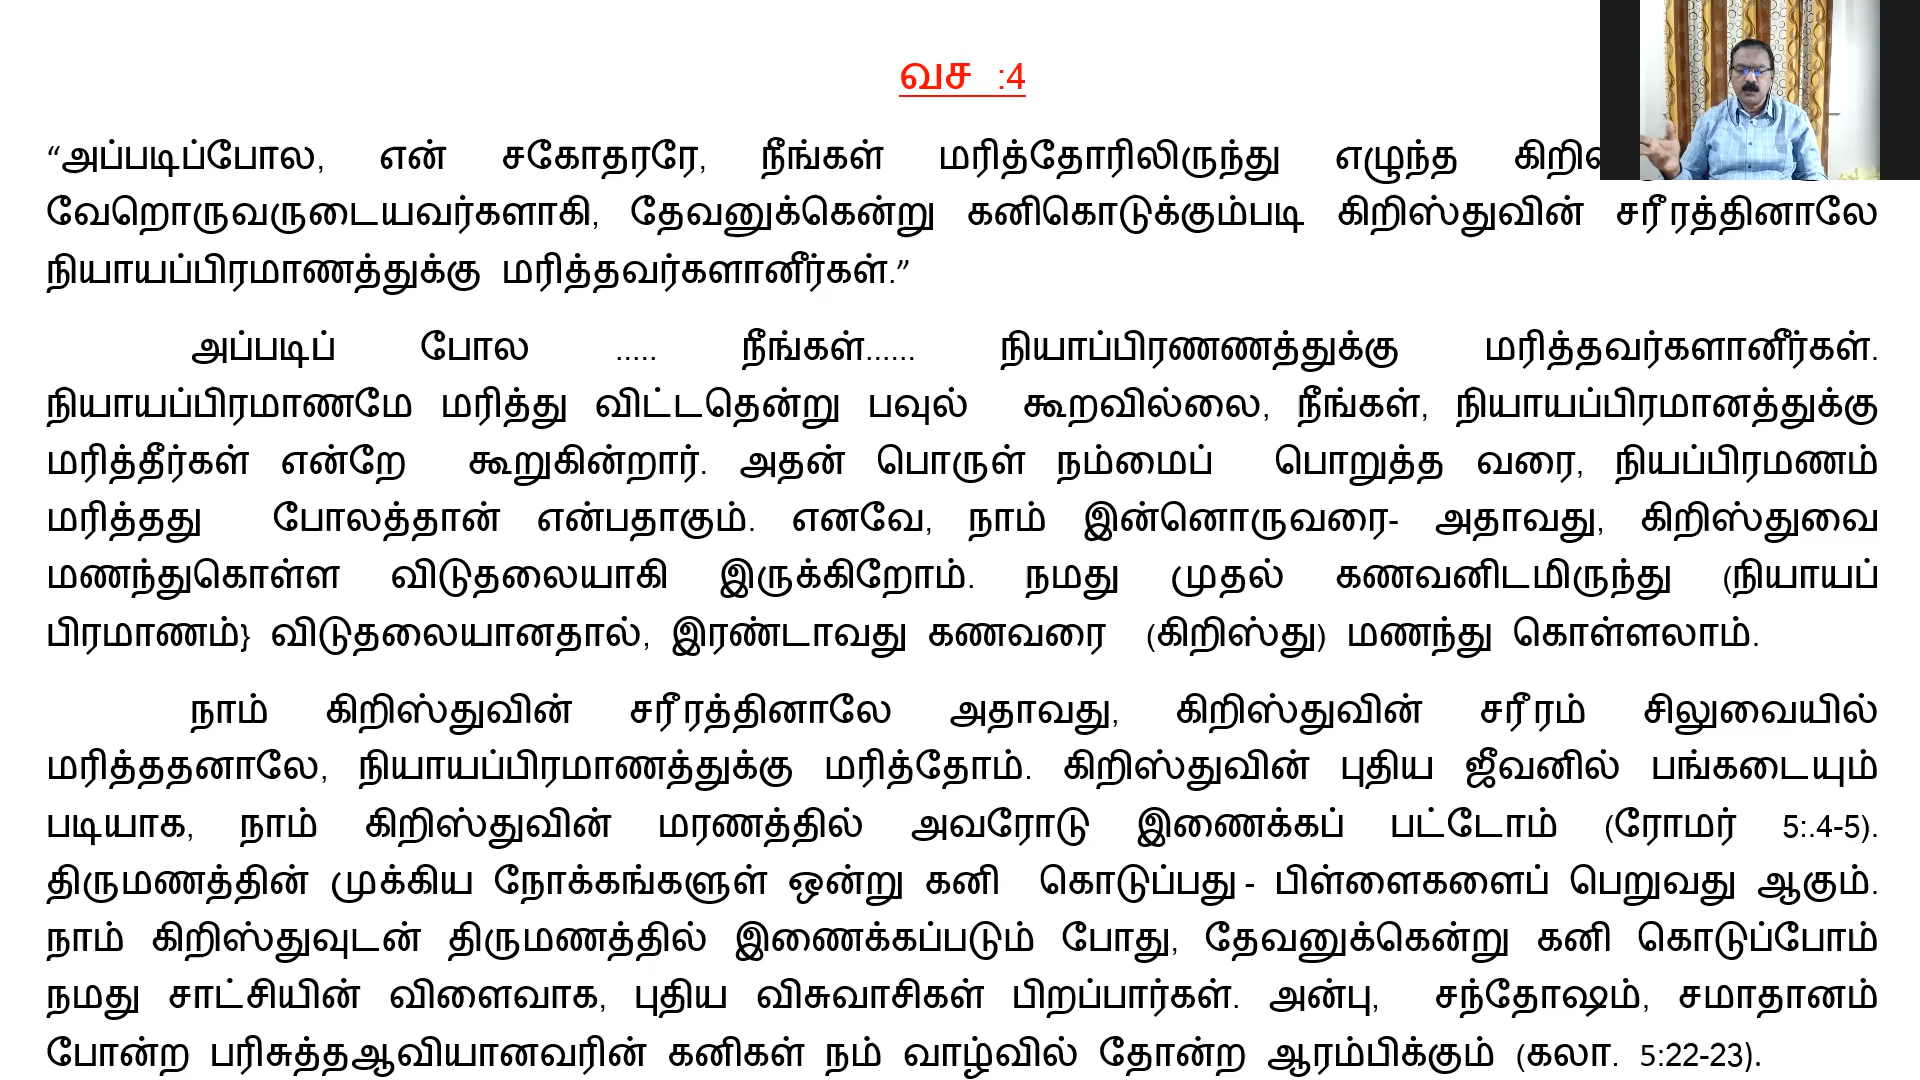 வச :4
“அப்படிப்போல, என் சகோதரரே, நீங்கள் மரித்தோரிலிருந்து எழுந்த
வேறொருவருடையவர்களாகி, தேவனுக்கென்று கனிகொடுக்கும்படி கிறிஸ்துவின் சரீரத்தினாலே
நியாயப்பிரமாணத்துக்கு மரித்தவர்களானீர்கள்.”
அப்படிப் போல ..... நீங்கள்...... நியாப்பிரணணத்துக்கு மரித்தவர்களானீர்கள்.
நியாயப்பிரமாணமே மரித்து விட்டதென்று பவுல் கூறவில்லை, நீங்கள், நியாயப்பிரமானத்துக்கு
மரித்தீர்கள் என்றே கூறுகின்றார். அதன் பொருள் நம்மைப் பொறுத்த வரை, நியப்பிரமணம்
மரித்தது போலத்தான் என்பதாகும். எனவே, நாம் இன்னொருவரை- அதாவது, கிறிஸ்துவை
மணந்துகொள்ள விடுதலையாகி இருக்கிறோம். நமது முதல் கணவனிடமிருந்து (நியாயப்
பிரமாணம்} விடுதலையானதால், இரண்டாவது கணவரை (கிறிஸ்து) மணந்து கொள்ளலாம்.
நாம் கிறிஸ்துவின் சரீரத்தினாலே அதாவது, கிறிஸ்துவின் சரீரம் சிலுவையில்
மரித்ததனாலே, நியாயப்பிரமாணத்துக்கு மரித்தோம். கிறிஸ்துவின் புதிய ஜீவனில் பங்கடையும்
படியாக, நாம் கிறிஸ்துவின் மரணத்தில் அவரோடு இணைக்கப் பட்டோம் (ரோமர் 5:.4-5).
திருமணத்தின் முக்கிய நோக்கங்களுள் ஒன்று கனி கொடுப்பது - பிள்ளைகளைப் பெறுவது ஆகும்.
நாம் கிறிஸ்துவுடன் திருமணத்தில் இணைக்கப்படும் போது, தேவனுக்கென்று கனி கொடுப்போம்
நமது சாட்சியின் விளைவாக, புதிய விசுவாசிகள் பிறப்பார்கள். அன்பு, சந்தோஷம், சமாதானம்
போன்ற பரிசுத்தஆவியானவரின் கனிகள் நம் வாழ்வில் தோன்ற ஆரம்பிக்கும் (கலா. 5:22-23).